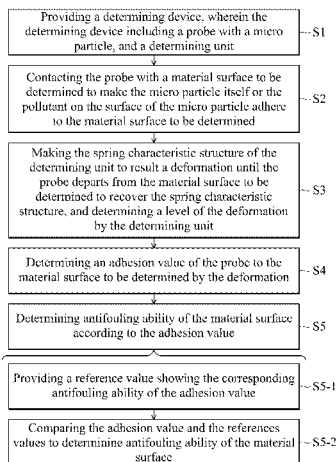 Providing a determining device, wherein the
determining device including a probe with a micro
particle, and a determining unit
S1
Contacting the probe with a material surface to be
determined to make the micro particle itself or the
pollutant on the surface of the micro particle adhere
to the material surface to be determined
S2
Making the spring characteristic structure of the
determining unit to result a deformation until the
probe departs from the material surface to be
determined to recover the spring characteristic
structure, and determining a level of the deformation
by the determining unit
S3
Determining an adhesion value of the probe to the
material surface to be determined by the deformation
S4
Determining antifouling ability of the material surface
according to the adhesion value
S5
Providing a reference value showing the corresponding
antifouling ability of the adhesion value
S5-1
Comparing the adhesion value and the references
values to determinine antifouling ability of the material
surface
S5-2